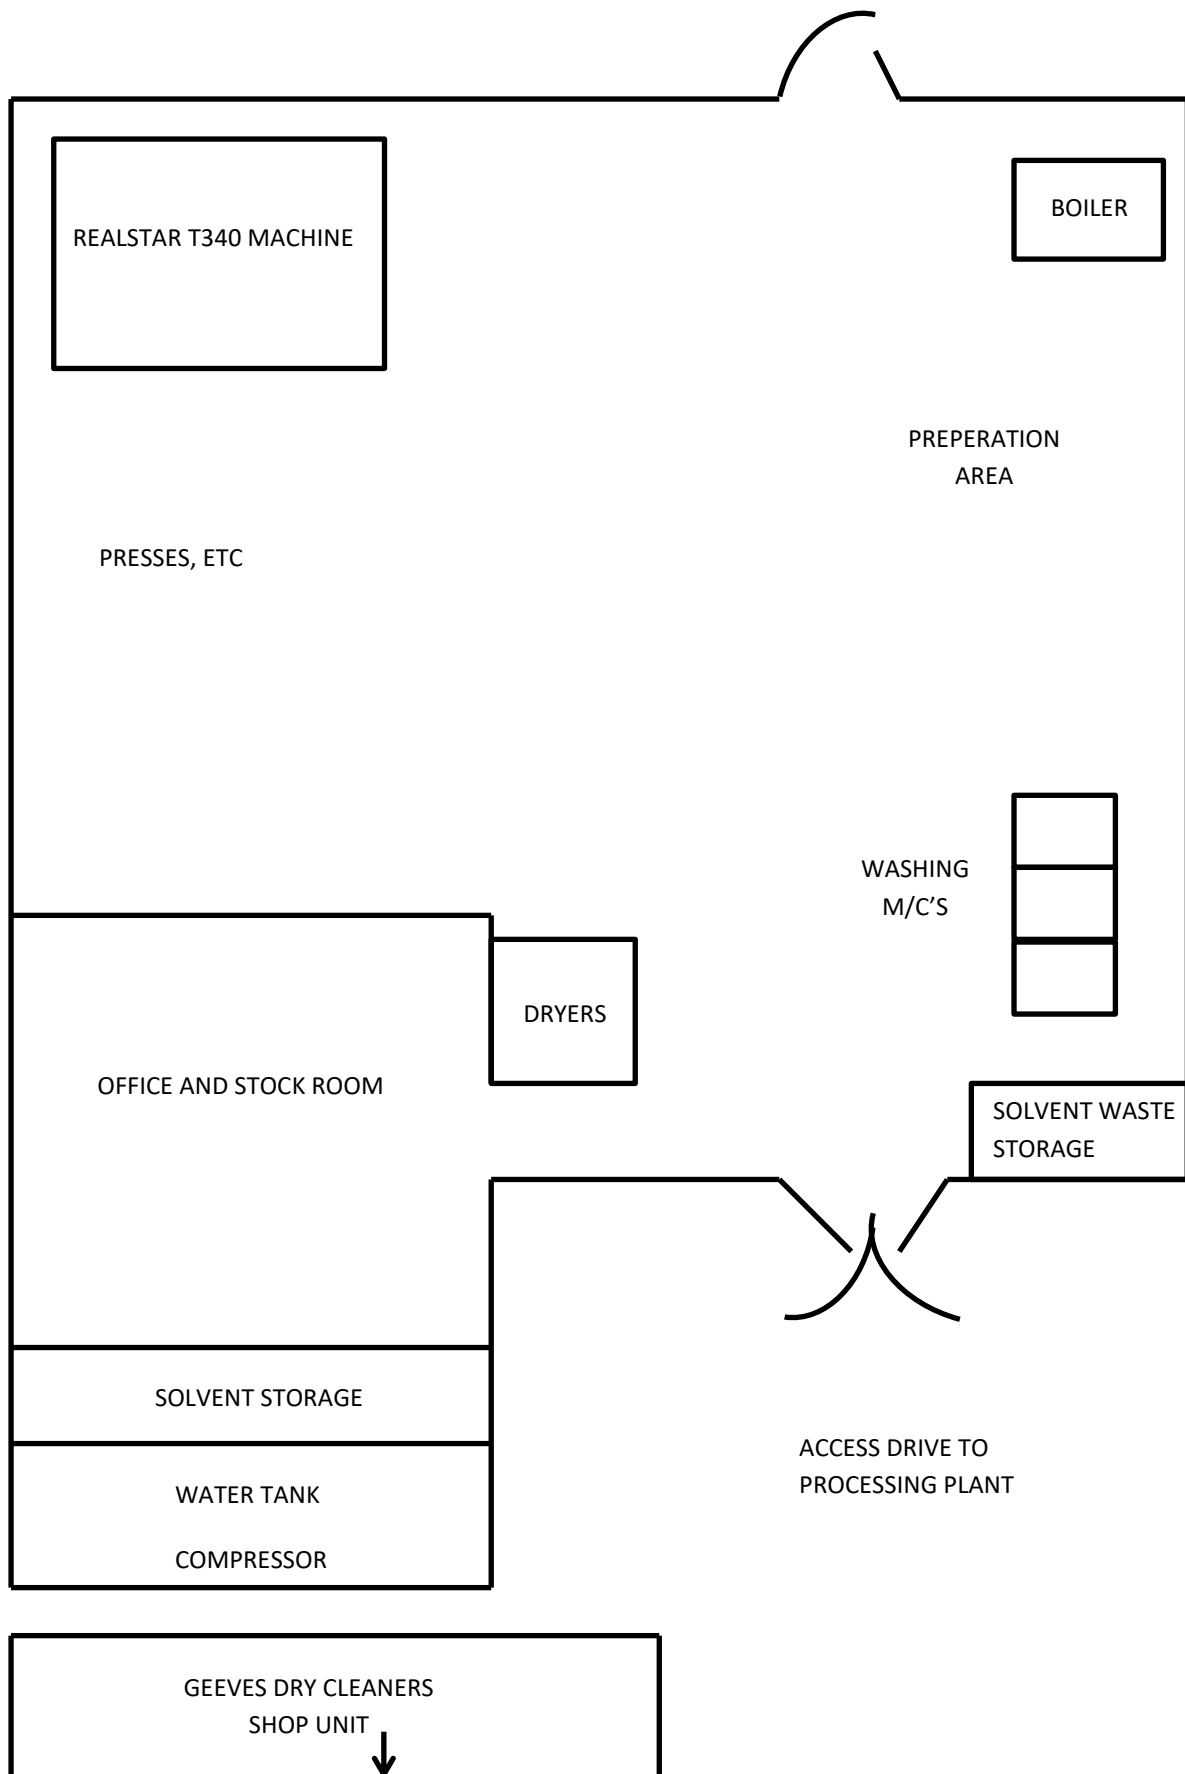 REALSTAR T340 MACHINE
BOILER
PREPERATION
AREA
PRESSES, ETC
WASHING
M/C’S
DRYERS
OFFICE AND STOCK ROOM
SOLVENT WASTE
STORAGE
SOLVENT STORAGE
ACCESS DRIVE TO
PROCESSING PLANT
WATER TANK
COMPRESSOR
GEEVES DRY CLEANERS
SHOP UNIT